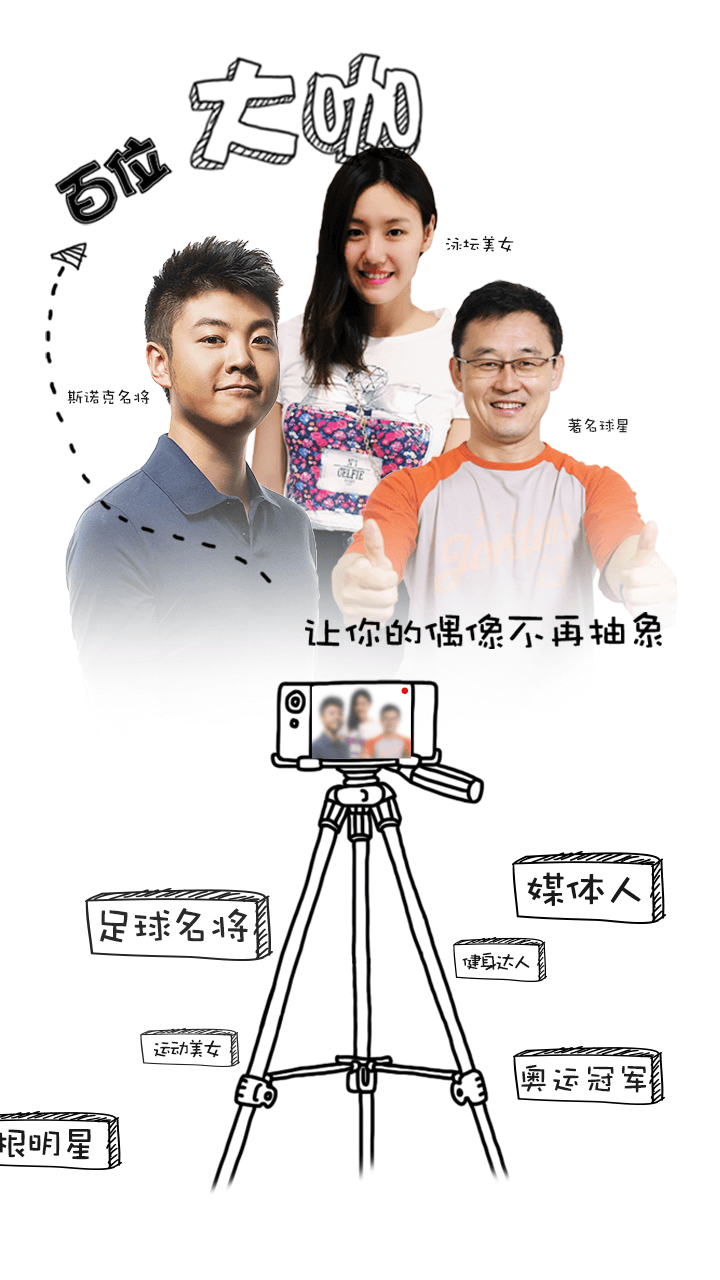 百位 大咖
泳坛美女
斯诺克名将
著名球星
让你的偶像不再抽象
足球名将
媒体人
健身达人
运动美女
奥运冠军
根明星